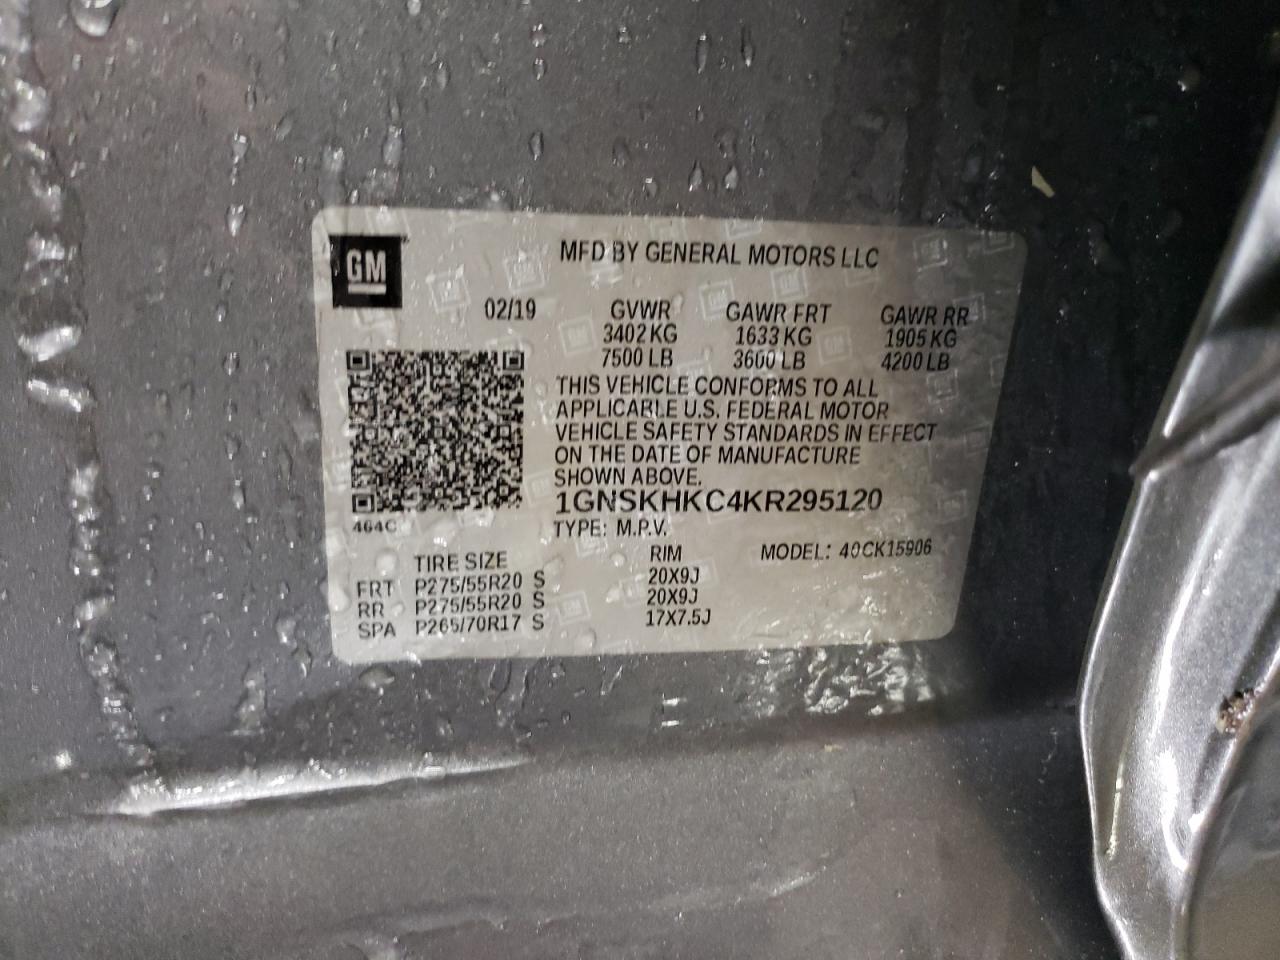 GM
MFD BY GENERAL MOTORS LLC
02/19 GVWR GAWR FRT GAWR RR
3402 KG 1633 KG 1905 KG
7500 LB 3600 LB 4200 LB
THIS VEHICLE CONFORMS TO ALL
APPLICABLE U.S. FEDERAL MOTOR
VEHICLE SAFETY STANDARDS IN EFFECT
ON THE DATE OF MANUFACTURE
SHOWN ABOVE.
1GNSKHKC4KR295120
464C
TYPE: M.P.V.
TIRE SIZE RIM MODEL: 40CK15906
FRT P275/55R20 S 20X9J
RR P275/55R20 S 20X9J
SPA P265/70R17 S 17X7.5J